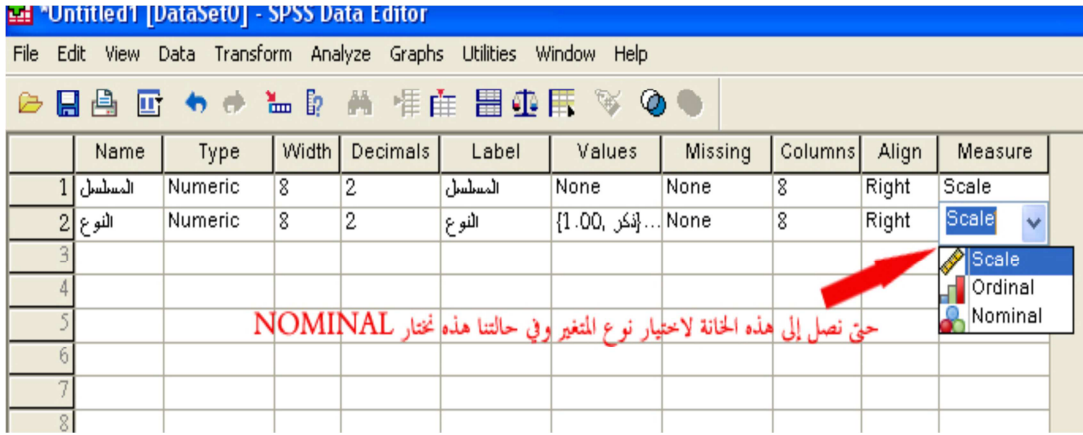 *Untitled1 [DataSet0] - SPSS Data Editor
File Edit View Data Transform Analyze Graphs Utilities Window Help
Name Type Width Decimals Label Values Missing Columns Align Measure
1 المسلسل Numeric 8 2 المسلسل None None 8 Right Scale
2 النوع Numeric 8 2 النوع {1.00, ذكر}... None 8 Right Scale
3 Scale
4 Ordinal
5 حتى نصل إلى هذه الخانة لاختيار نوع المتغير وفي حالتنا هذه نختار NOMINAL Nominal
6
7
8